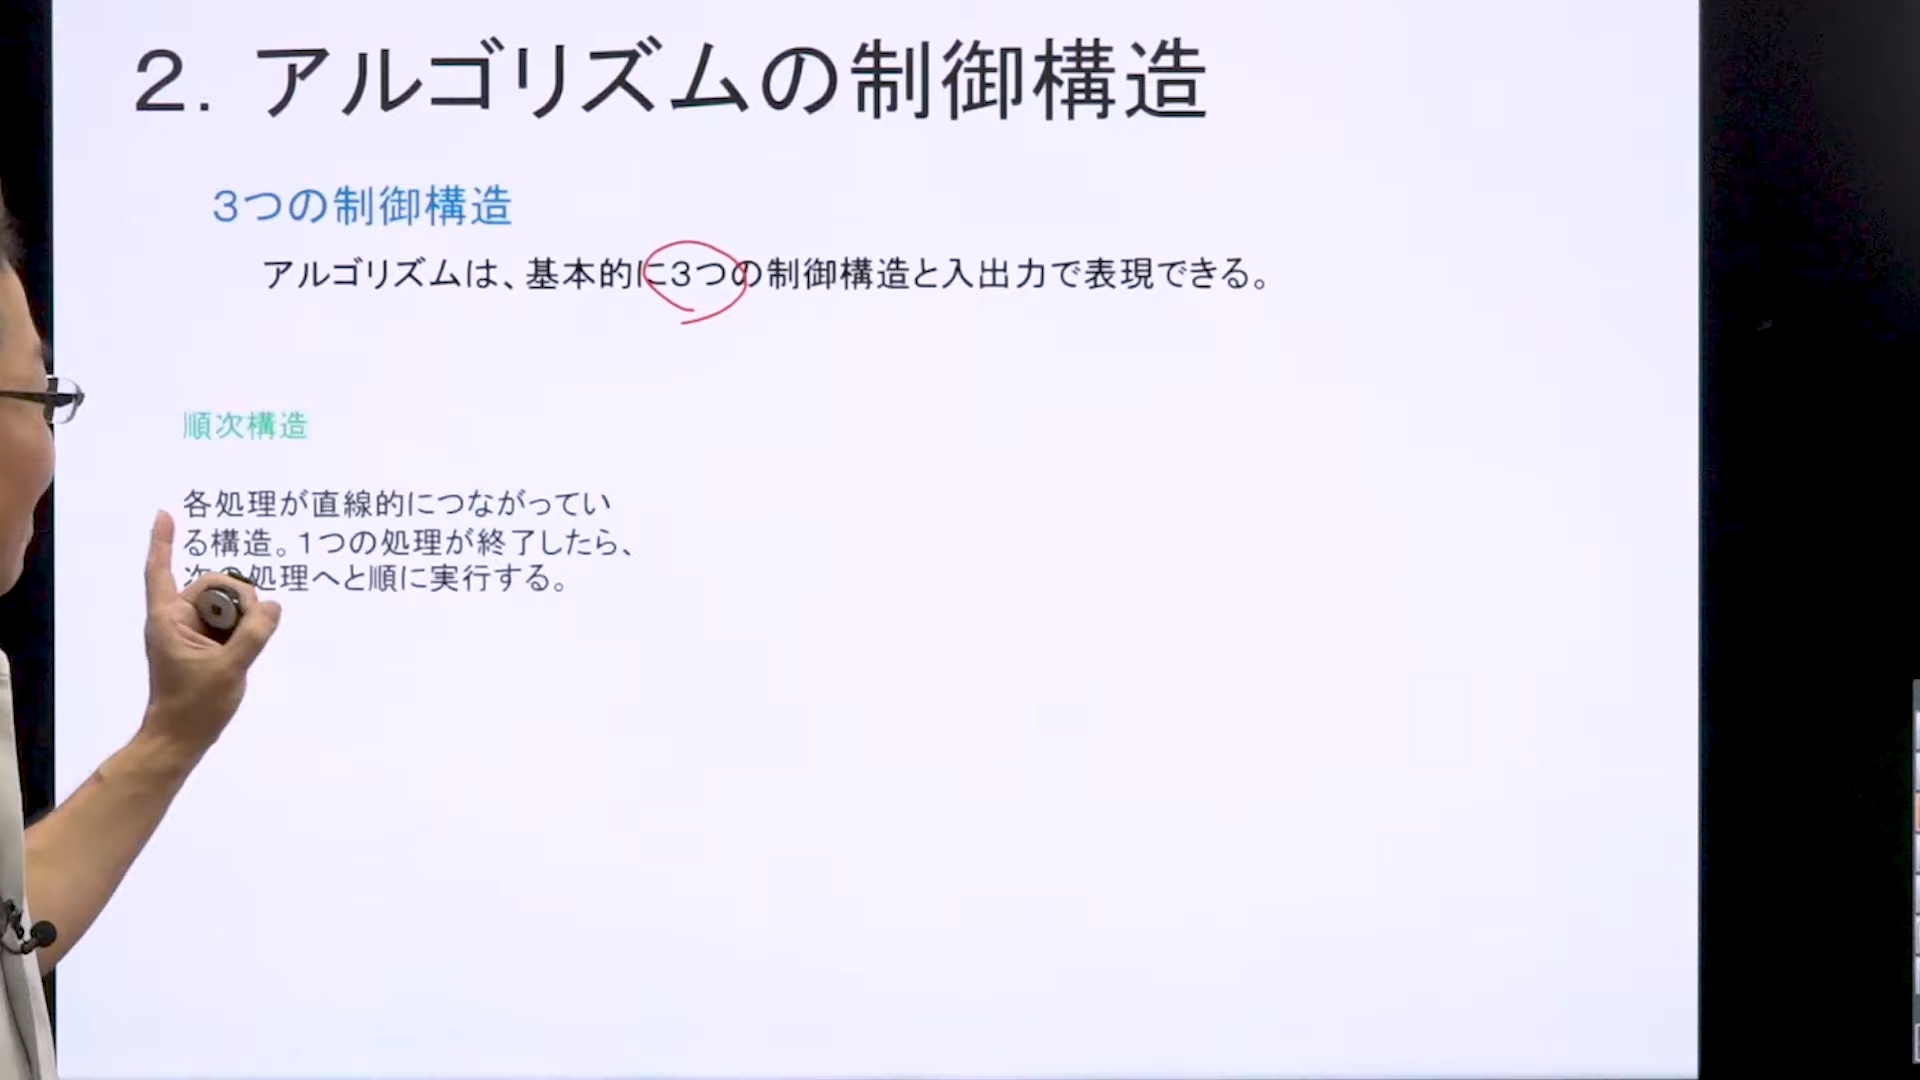 2. アルゴリズムの制御構造
3つの制御構造
アルゴリズムは、基本的に3つの制御構造と入出力で表現できる。
順次構造
各処理が直線的につながってい
る構造。1つの処理が終了したら、
次の処理へと順に実行する。